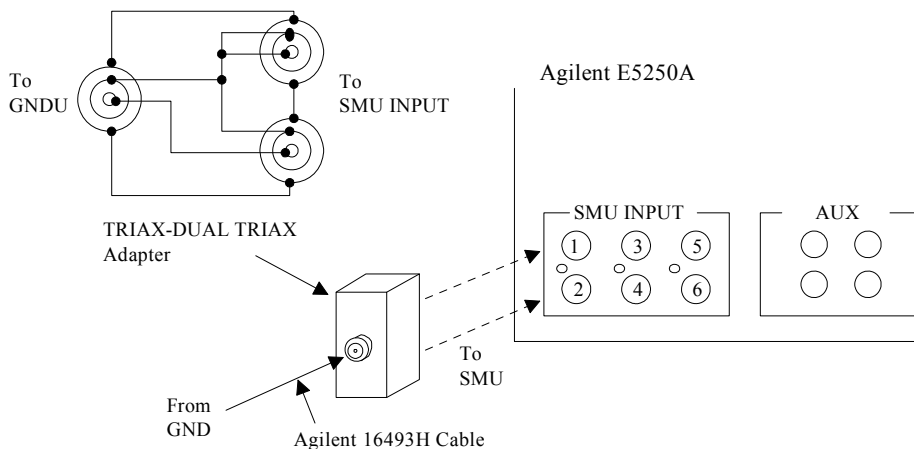 To
GNDU
To
SMU INPUT
Agilent E5250A
TRIAX-DUAL TRIAX
Adapter
SMU INPUT
AUX
1
3
5
2
4
6
To
SMU
From
GND
Agilent 16493H Cable